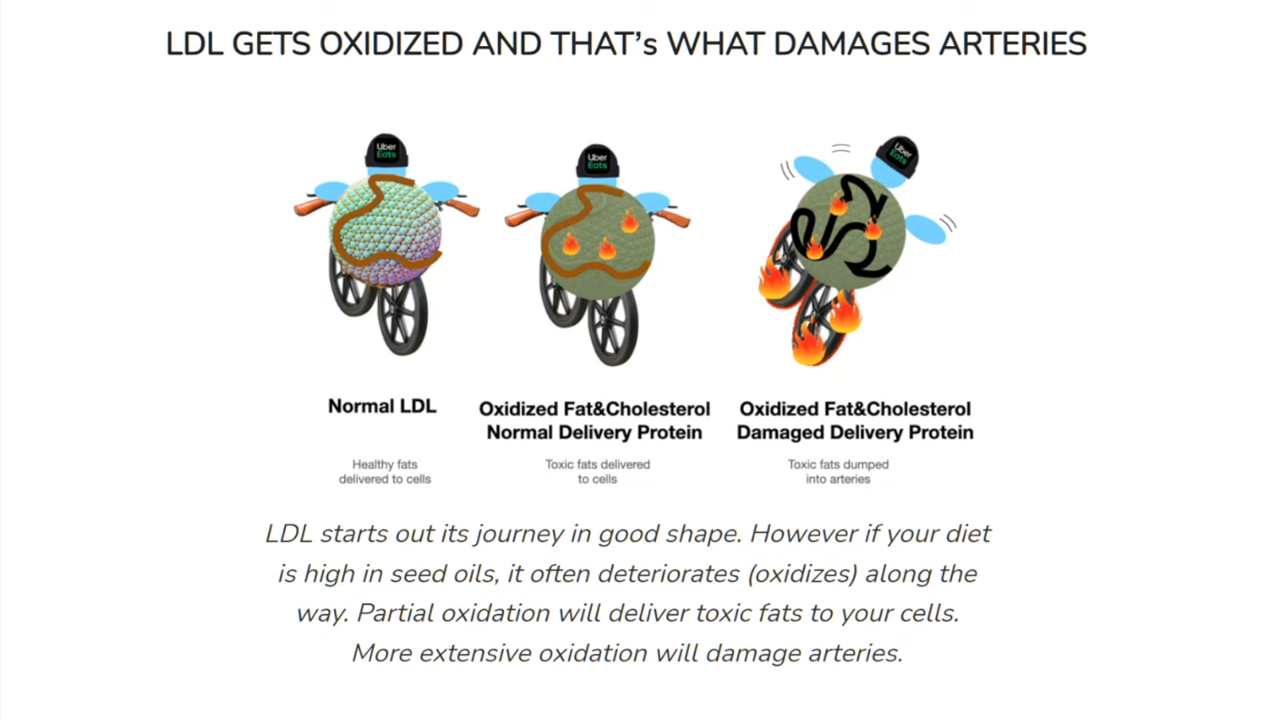 LDL GETS OXIDIZED AND THAT's WHAT DAMAGES ARTERIES
Uber
Eats
Uber
Eats
Uber
Eats
Normal LDL
Healthy fats
delivered to cells
Oxidized Fat&Cholesterol
Normal Delivery Protein
Toxic fats delivered
to cells
Oxidized Fat&Cholesterol
Damaged Delivery Protein
Toxic fats dumped
into arteries
LDL starts out its journey in good shape. However if your diet
is high in seed oils, it often deteriorates (oxidizes) along the
way. Partial oxidation will deliver toxic fats to your cells.
More extensive oxidation will damage arteries.